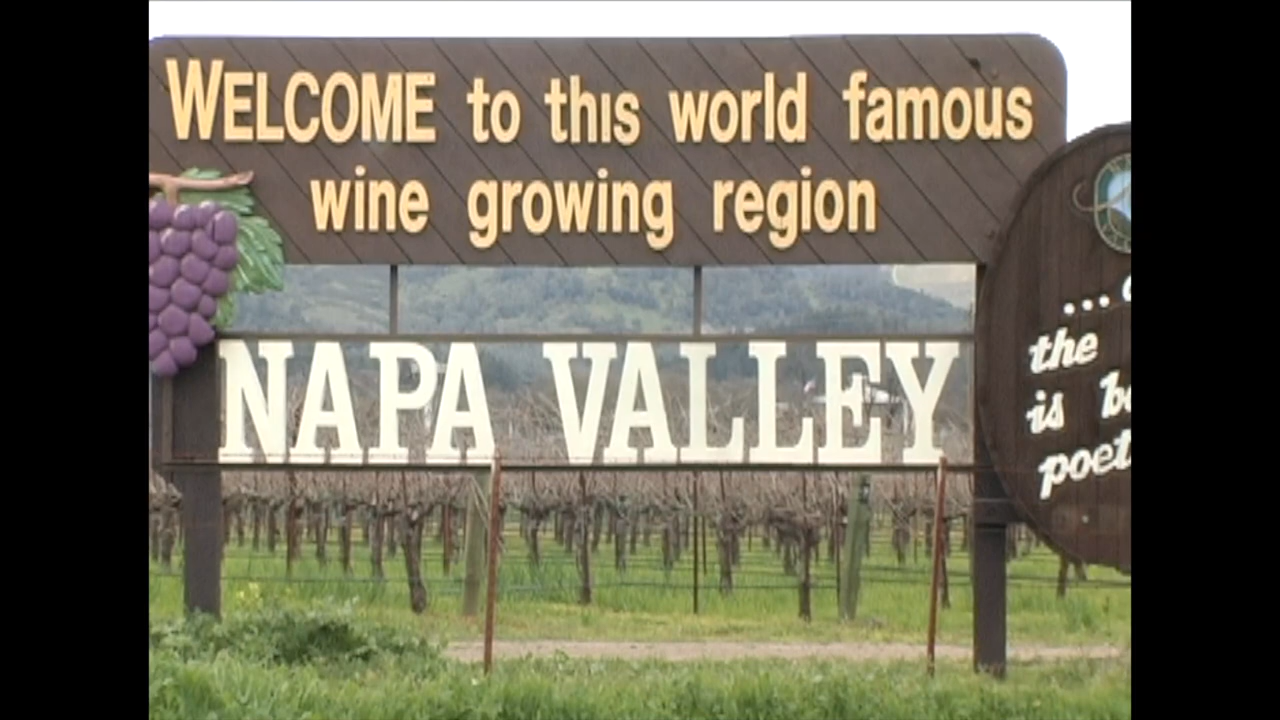 WELCOME to this world famous
wine growing region
NAPA VALLEY
...
the
is